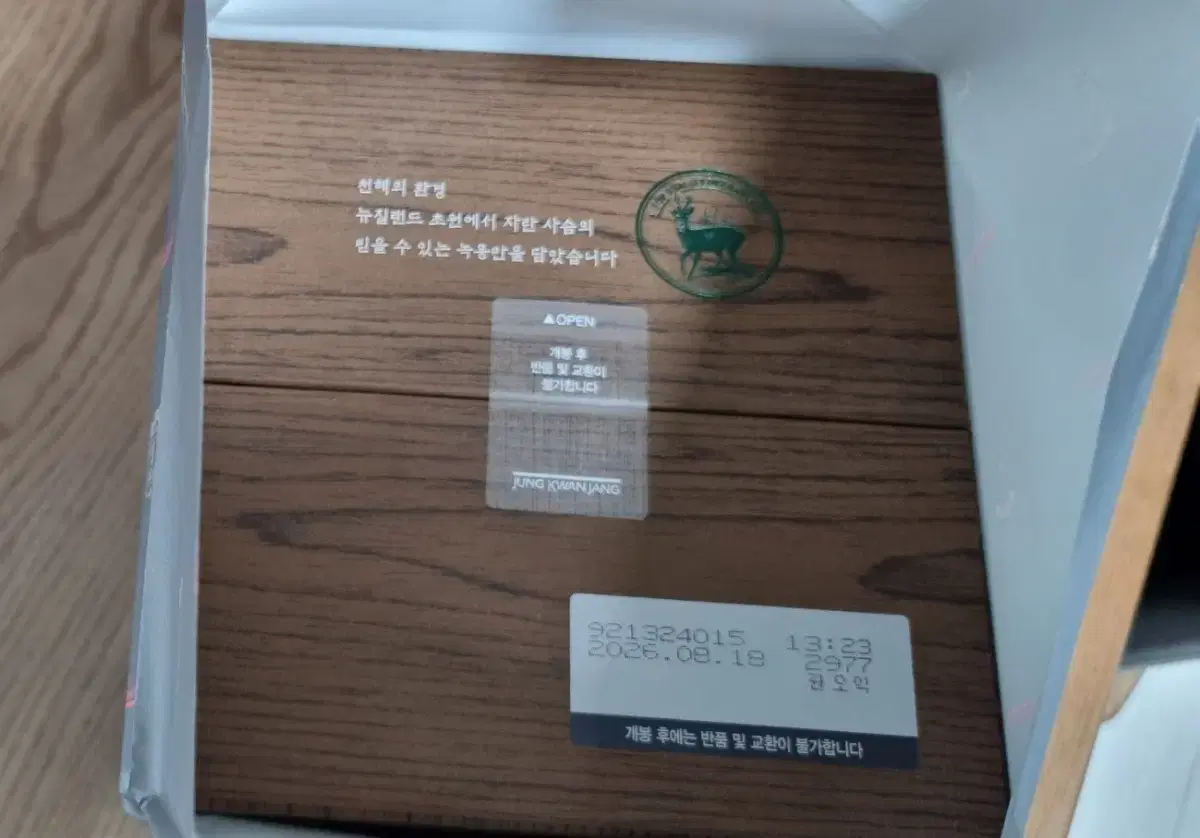 천혜의 환경
뉴질랜드 초원에서 자란 사슴의
믿을 수 있는 녹용만을 담았습니다
▲OPEN
개봉 후
반품 및 교환이
불가합니다
JUNG KWAN JANG
921324015 13:23
2026.08.18 2977
권오익
개봉 후에는 반품 및 교환이 불가합니다